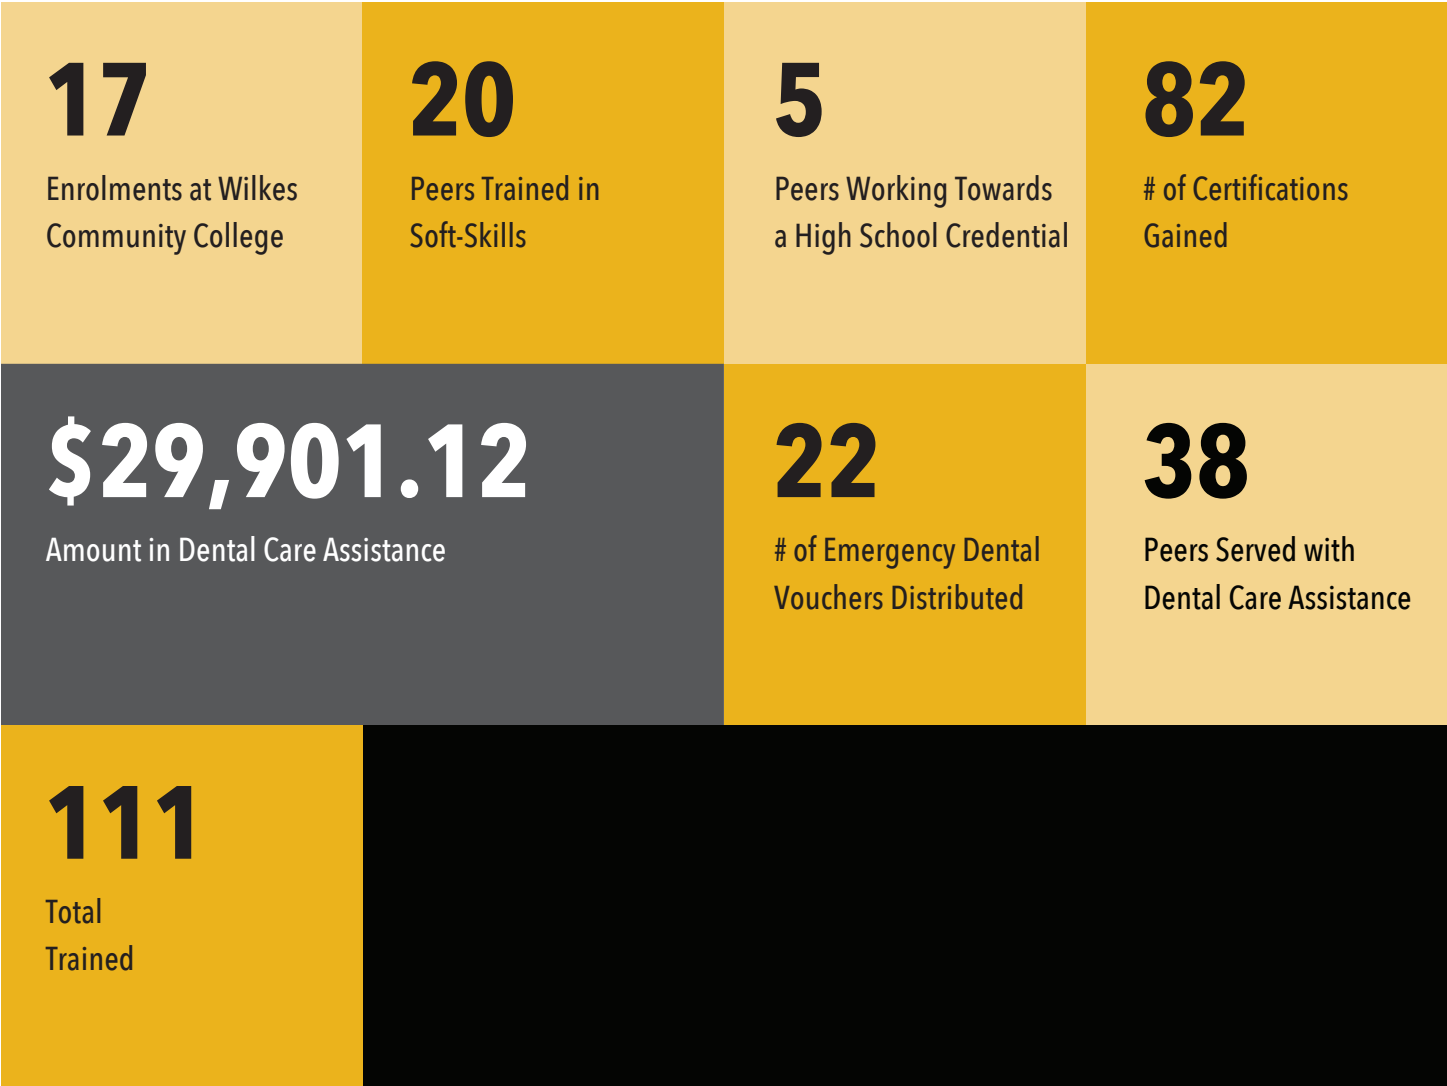 17
Enrolments at Wilkes
Community College
20
Peers Trained in
Soft-Skills
5
Peers Working Towards
a High School Credential
82
# of Certifications
Gained
$29,901.12
Amount in Dental Care Assistance
22
# of Emergency Dental
Vouchers Distributed
38
Peers Served with
Dental Care Assistance
111
Total
Trained